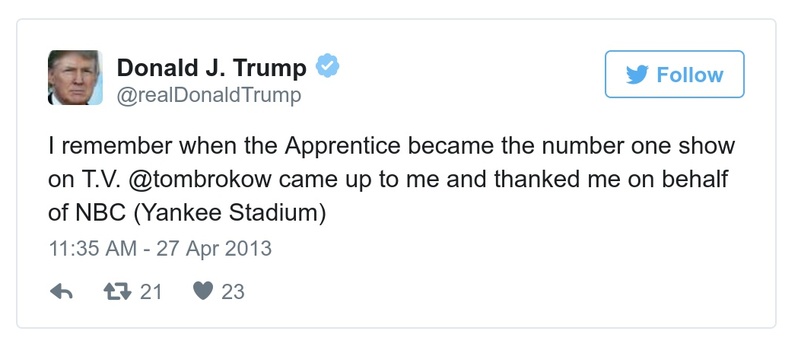 Donald J. Trump
@realDonaldTrump
Follow
I remember when the Apprentice became the number one show
on T.V. @tombrokow came up to me and thanked me on behalf
of NBC (Yankee Stadium)
11:35 AM - 27 Apr 2013
21 23